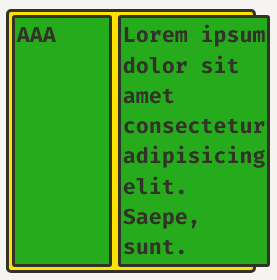 AAA
Lorem ipsum
dolor sit
amet
consectetur
adipisicing
elit.
Saepe,
sunt.